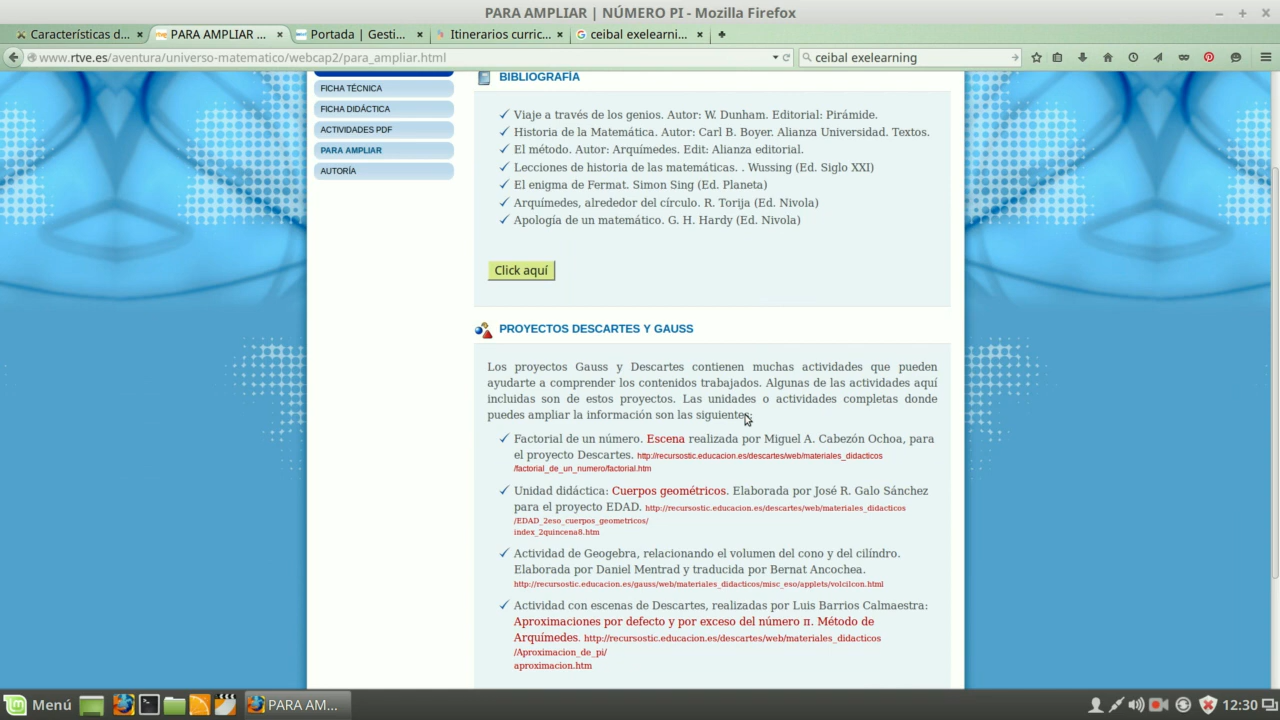 PARA AMPLIAR | NÚMERO PI - Mozilla Firefox
Características d...
PARA AMPLIAR ...
Portada | Gesti...
Itinerarios curric...
ceibal exelearni...
www.rtve.es/aventura/universo-matematico/webcap2/para_ampliar.html
ceibal exelearning
FICHA TÉCNICA
FICHA DIDÁCTICA
ACTIVIDADES PDF
PARA AMPLIAR
AUTORÍA
BIBLIOGRAFÍA
Viaje a través de los genios. Autor: W. Dunham. Editorial: Pirámide.
Historia de la Matemática. Autor: Carl B. Boyer. Alianza Universidad. Textos.
El método. Autor: Arquímedes. Edit: Alianza editorial.
Lecciones de historia de las matemáticas. . Wussing (Ed. Siglo XXI)
El enigma de Fermat. Simon Sing (Ed. Planeta)
Arquímedes, alrededor del círculo. R. Torija (Ed. Nivola)
Apología de un matemático. G. H. Hardy (Ed. Nivola)
Click aquí
PROYECTOS DESCARTES Y GAUSS
Los proyectos Gauss y Descartes contienen muchas actividades que pueden
ayudarte a comprender los contenidos trabajados. Algunas de las actividades aquí
incluidas son de estos proyectos. Las unidades o actividades completas donde
puedes ampliar la información son las siguientes:
Factorial de un número. Escena realizada por Miguel A. Cabezón Ochoa, para
el proyecto Descartes. http://recursostic.educacion.es/descartes/web/materiales_didacticos
/factorial_de_un_numero/factorial.htm
Unidad didáctica: Cuerpos geométricos. Elaborada por José R. Galo Sánchez
para el proyecto EDAD. http://recursostic.educacion.es/descartes/web/materiales_didacticos
/EDAD_2eso_cuerpos_geometricos/
index_2quincena8.htm
Actividad de Geogebra, relacionando el volumen del cono y del cilíndro.
Elaborada por Daniel Mentrad y traducida por Bernat Ancochea.
http://recursostic.educacion.es/gauss/web/materiales_didacticos/misc_eso/applets/volcilcon.html
Actividad con escenas de Descartes, realizadas por Luis Barrios Calmaestra:
Aproximaciones por defecto y por exceso del número π. Método de
Arquímedes. http://recursostic.educacion.es/descartes/web/materiales_didacticos
/Aproximacion_de_pi/
aproximacion.htm
Menú
PARA AM...
12:30